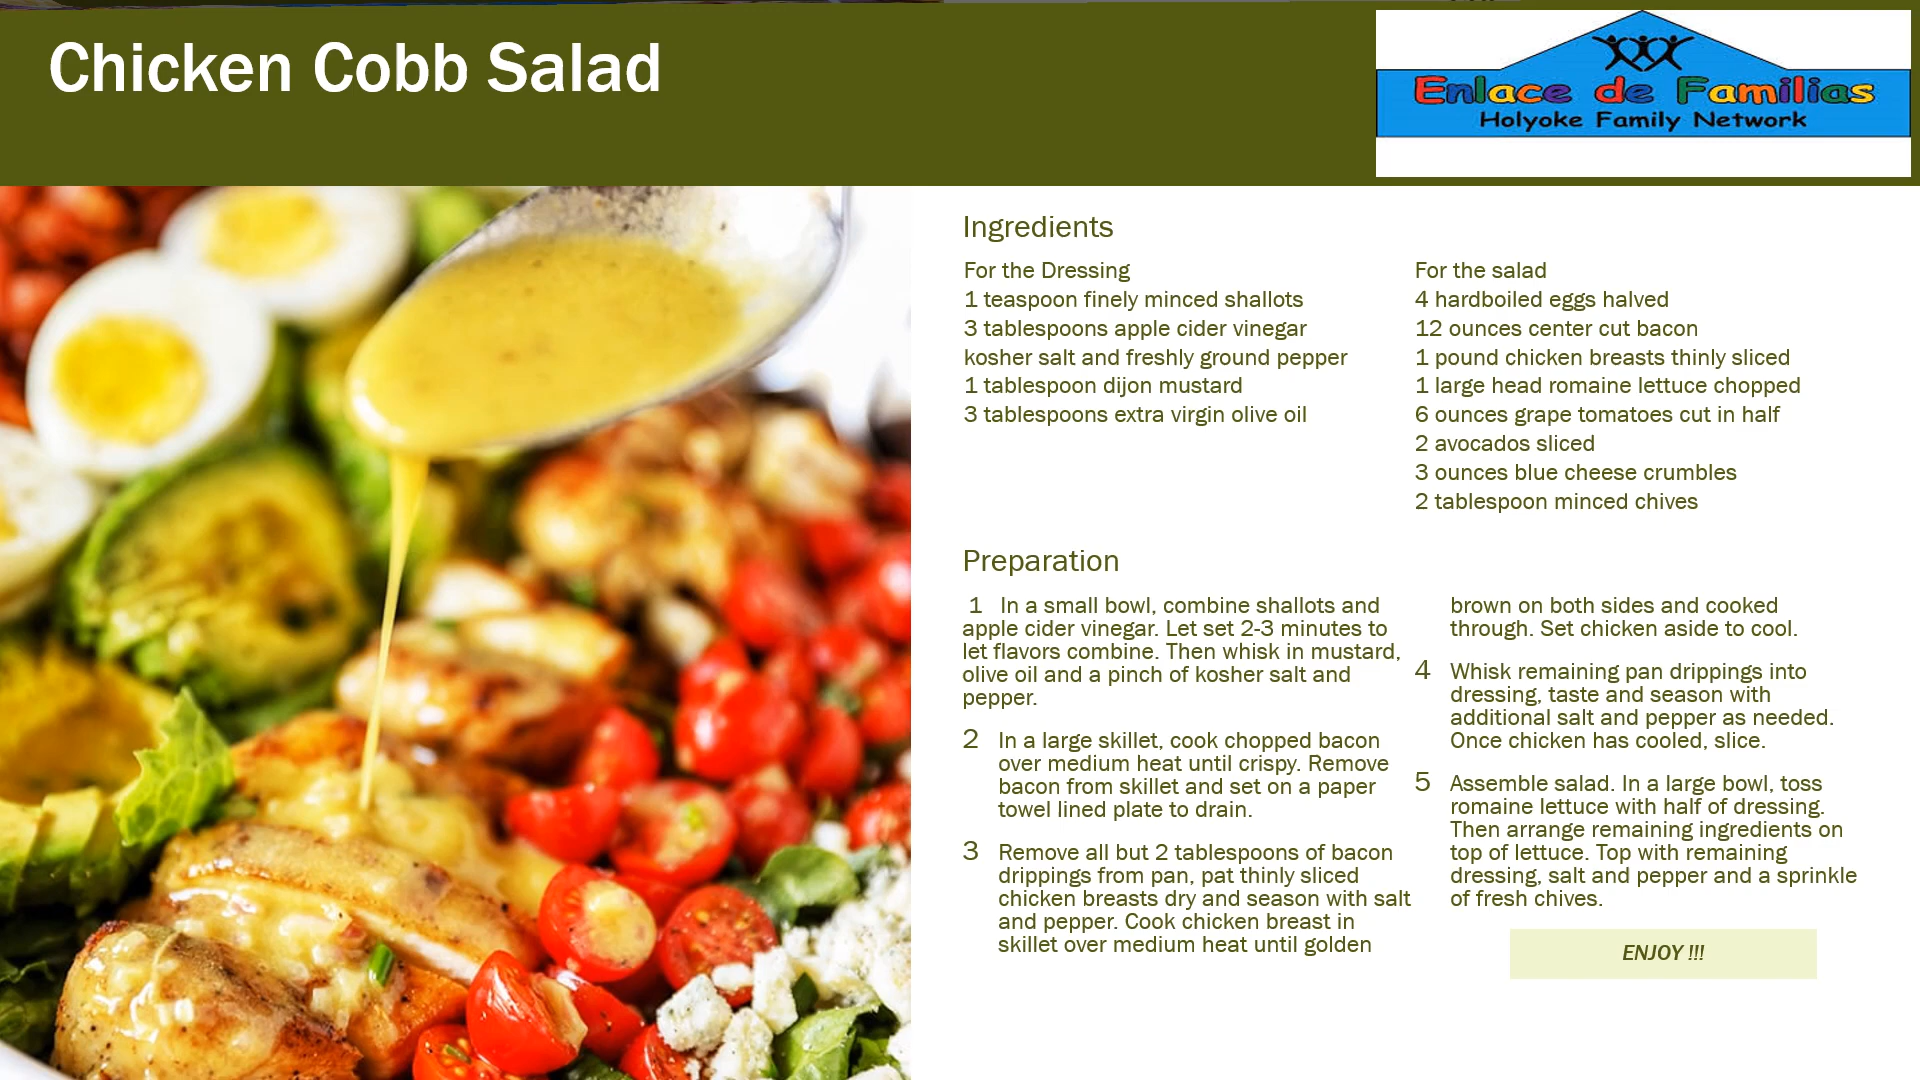 Chicken Cobb Salad
Enlace de Familias
Holyoke Family Network
Ingredients
For the Dressing
1 teaspoon finely minced shallots
3 tablespoons apple cider vinegar
kosher salt and freshly ground pepper
1 tablespoon dijon mustard
3 tablespoons extra virgin olive oil
For the salad
4 hardboiled eggs halved
12 ounces center cut bacon
1 pound chicken breasts thinly sliced
1 large head romaine lettuce chopped
6 ounces grape tomatoes cut in half
2 avocados sliced
3 ounces blue cheese crumbles
2 tablespoon minced chives
Preparation
1 In a small bowl, combine shallots and
apple cider vinegar. Let set 2-3 minutes to
let flavors combine. Then whisk in mustard,
olive oil and a pinch of kosher salt and
pepper.
2 In a large skillet, cook chopped bacon
over medium heat until crispy. Remove
bacon from skillet and set on a paper
towel lined plate to drain.
3 Remove all but 2 tablespoons of bacon
drippings from pan, pat thinly sliced
chicken breasts dry and season with salt
and pepper. Cook chicken breast in
skillet over medium heat until golden
brown on both sides and cooked
through. Set chicken aside to cool.
4 Whisk remaining pan drippings into
dressing, taste and season with
additional salt and pepper as needed.
Once chicken has cooled, slice.
5 Assemble salad. In a large bowl, toss
romaine lettuce with half of dressing.
Then arrange remaining ingredients on
top of lettuce. Top with remaining
dressing, salt and pepper and a sprinkle
of fresh chives.
ENJOY !!!